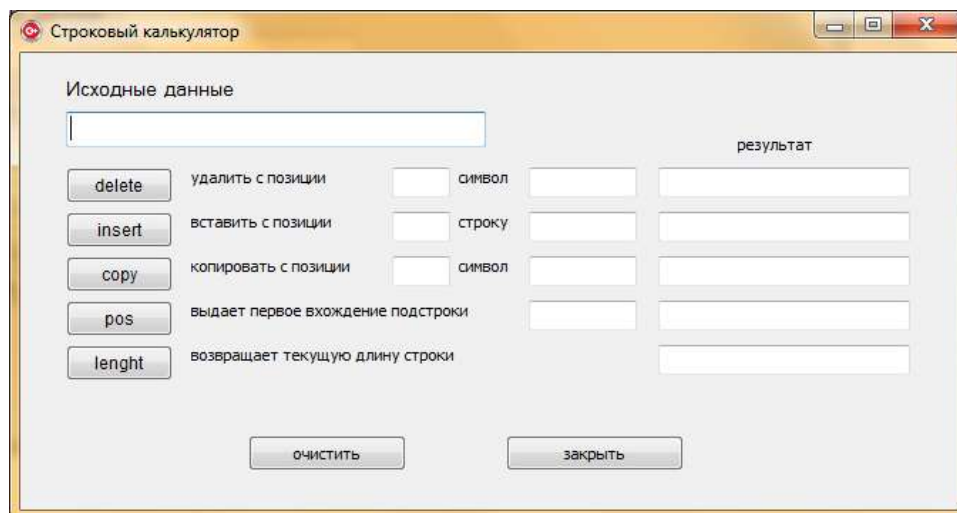 Строковый калькулятор
Исходные данные
результат
delete удалить с позиции символ
insert вставить с позиции строку
copy копировать с позиции символ
pos выдает первое вхождение подстроки
lenght возвращает текущую длину строки
очистить закрыть